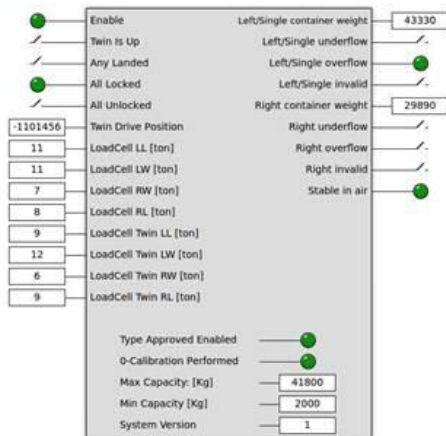 Enable
Left/Single container weight 43330
Twin Is Up
Left/Single underflow
Any Landed
Left/Single overflow
All Locked
Left/Single invalid
All Unlocked
Right container weight 29890
-1101456 Twin Drive Position
Right underflow
11 LoadCell LL [ton]
Right overflow
11 LoadCell LW [ton]
Right invalid
7 LoadCell RW [ton]
Stable in air
8 LoadCell RL [ton]
9 LoadCell Twin LL [ton]
12 LoadCell Twin LW [ton]
6 LoadCell Twin RW [ton]
9 LoadCell Twin RL [ton]
Type Approved Enabled
0-Calibration Performed
Max Capacity: [Kg] 41800
Min Capacity [Kg] 2000
System Version 1